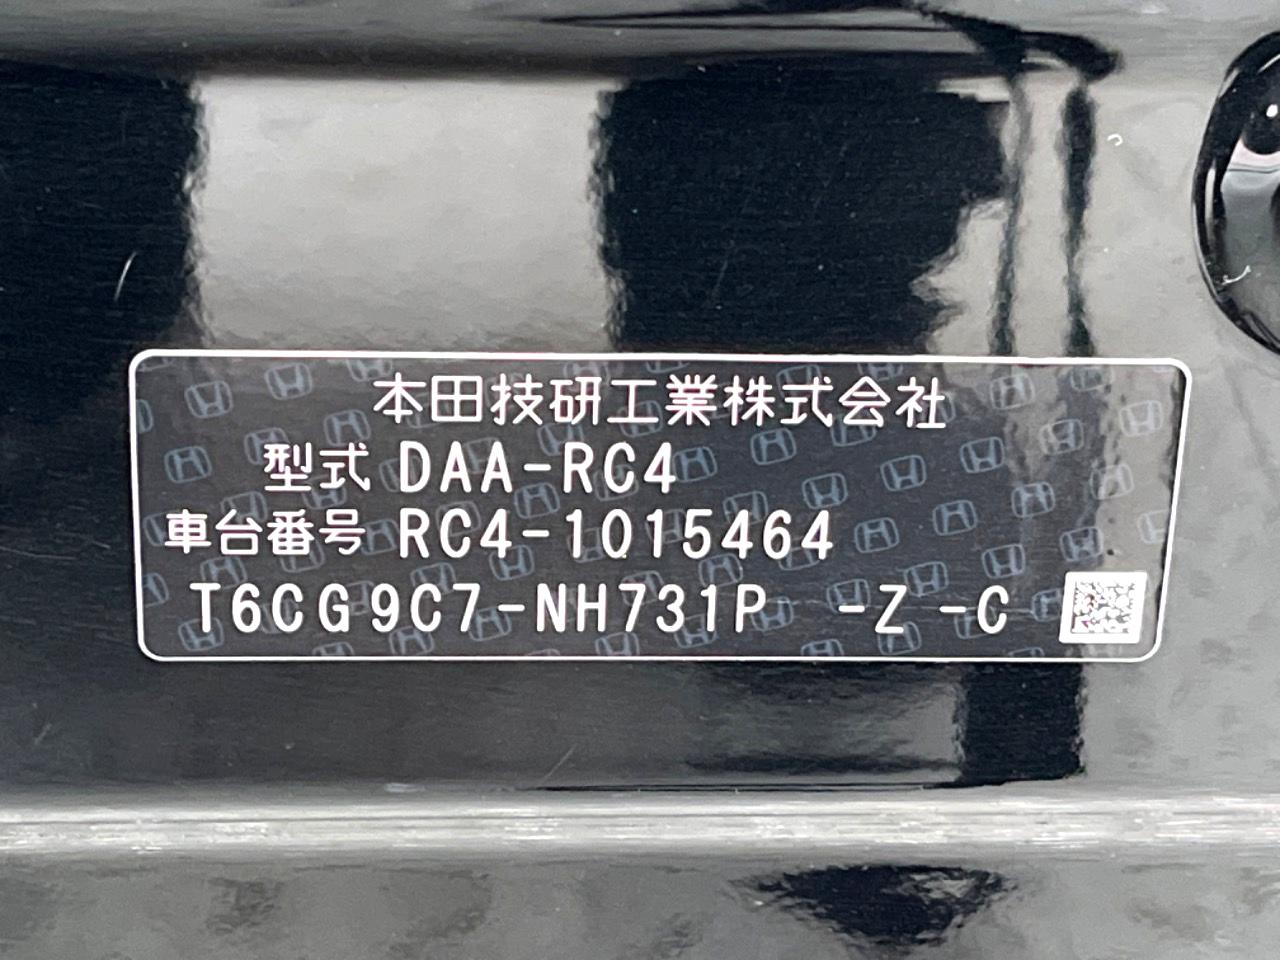 本田技研工業株式会社
型式 DAA-RC4
車台番号 RC4-1015464
T6CG9C7-NH731P -Z -C